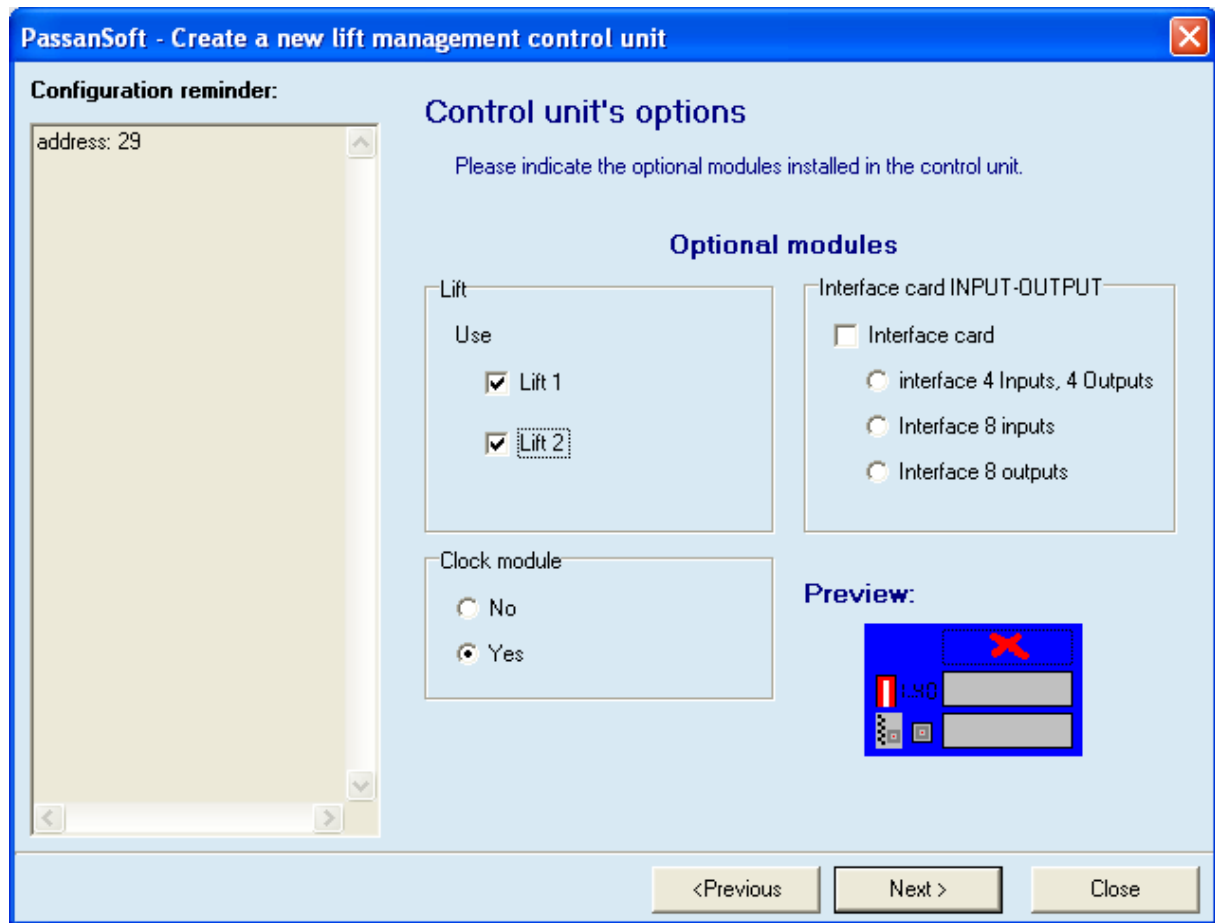 PassanSoft - Create a new lift management control unit
Configuration reminder:
address: 29
Control unit's options
Please indicate the optional modules installed in the control unit.
Optional modules
Lift
Use
Lift 1
Lift 2
Interface card INPUT-OUTPUT
Interface card
interface 4 Inputs, 4 Outputs
Interface 8 inputs
Interface 8 outputs
Clock module
No
Yes
Preview:
1..40
<Previous
Next >
Close